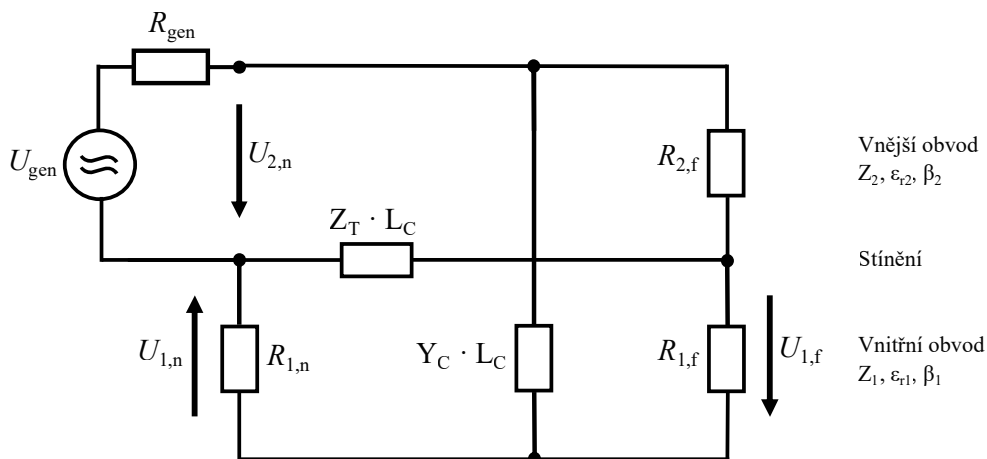 R_gen
U_gen
U_2,n
R_2,f
Vnější obvod
Z_2, ε_r2, β_2
Z_T · L_C
Stínění
U_1,n
R_1,n
Y_C · L_C
R_1,f
U_1,f
Vnitřní obvod
Z_1, ε_r1, β_1